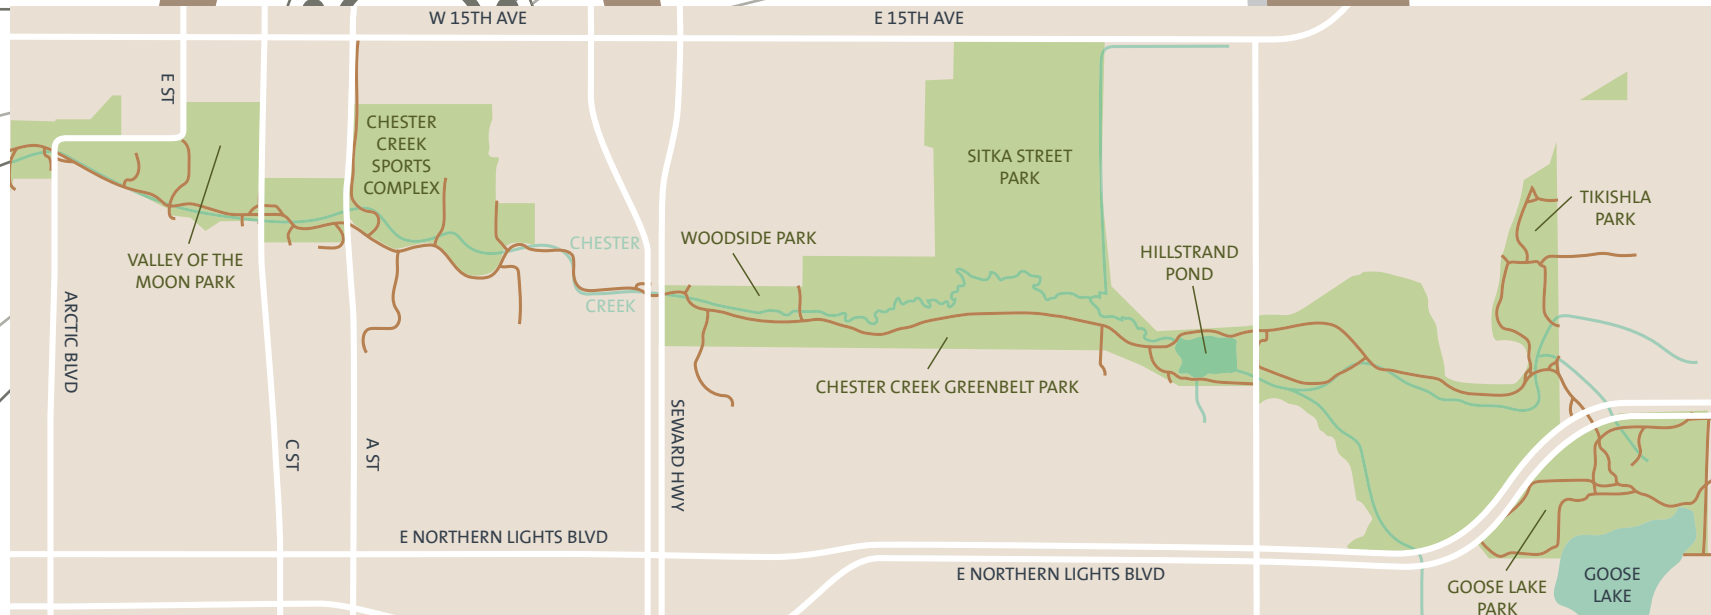 W 15TH AVE
E 15TH AVE
E ST
CHESTER
CREEK
SPORTS
COMPLEX
SITKA STREET
PARK
TIKISHLA
PARK
VALLEY OF THE
MOON PARK
CHESTER
CREEK
WOODSIDE PARK
HILLSTRAND
POND
ARCTIC BLVD
CHESTER CREEK GREENBELT PARK
C ST
A ST
SEWARD HWY
E NORTHERN LIGHTS BLVD
E NORTHERN LIGHTS BLVD
GOOSE LAKE
PARK
GOOSE
LAKE